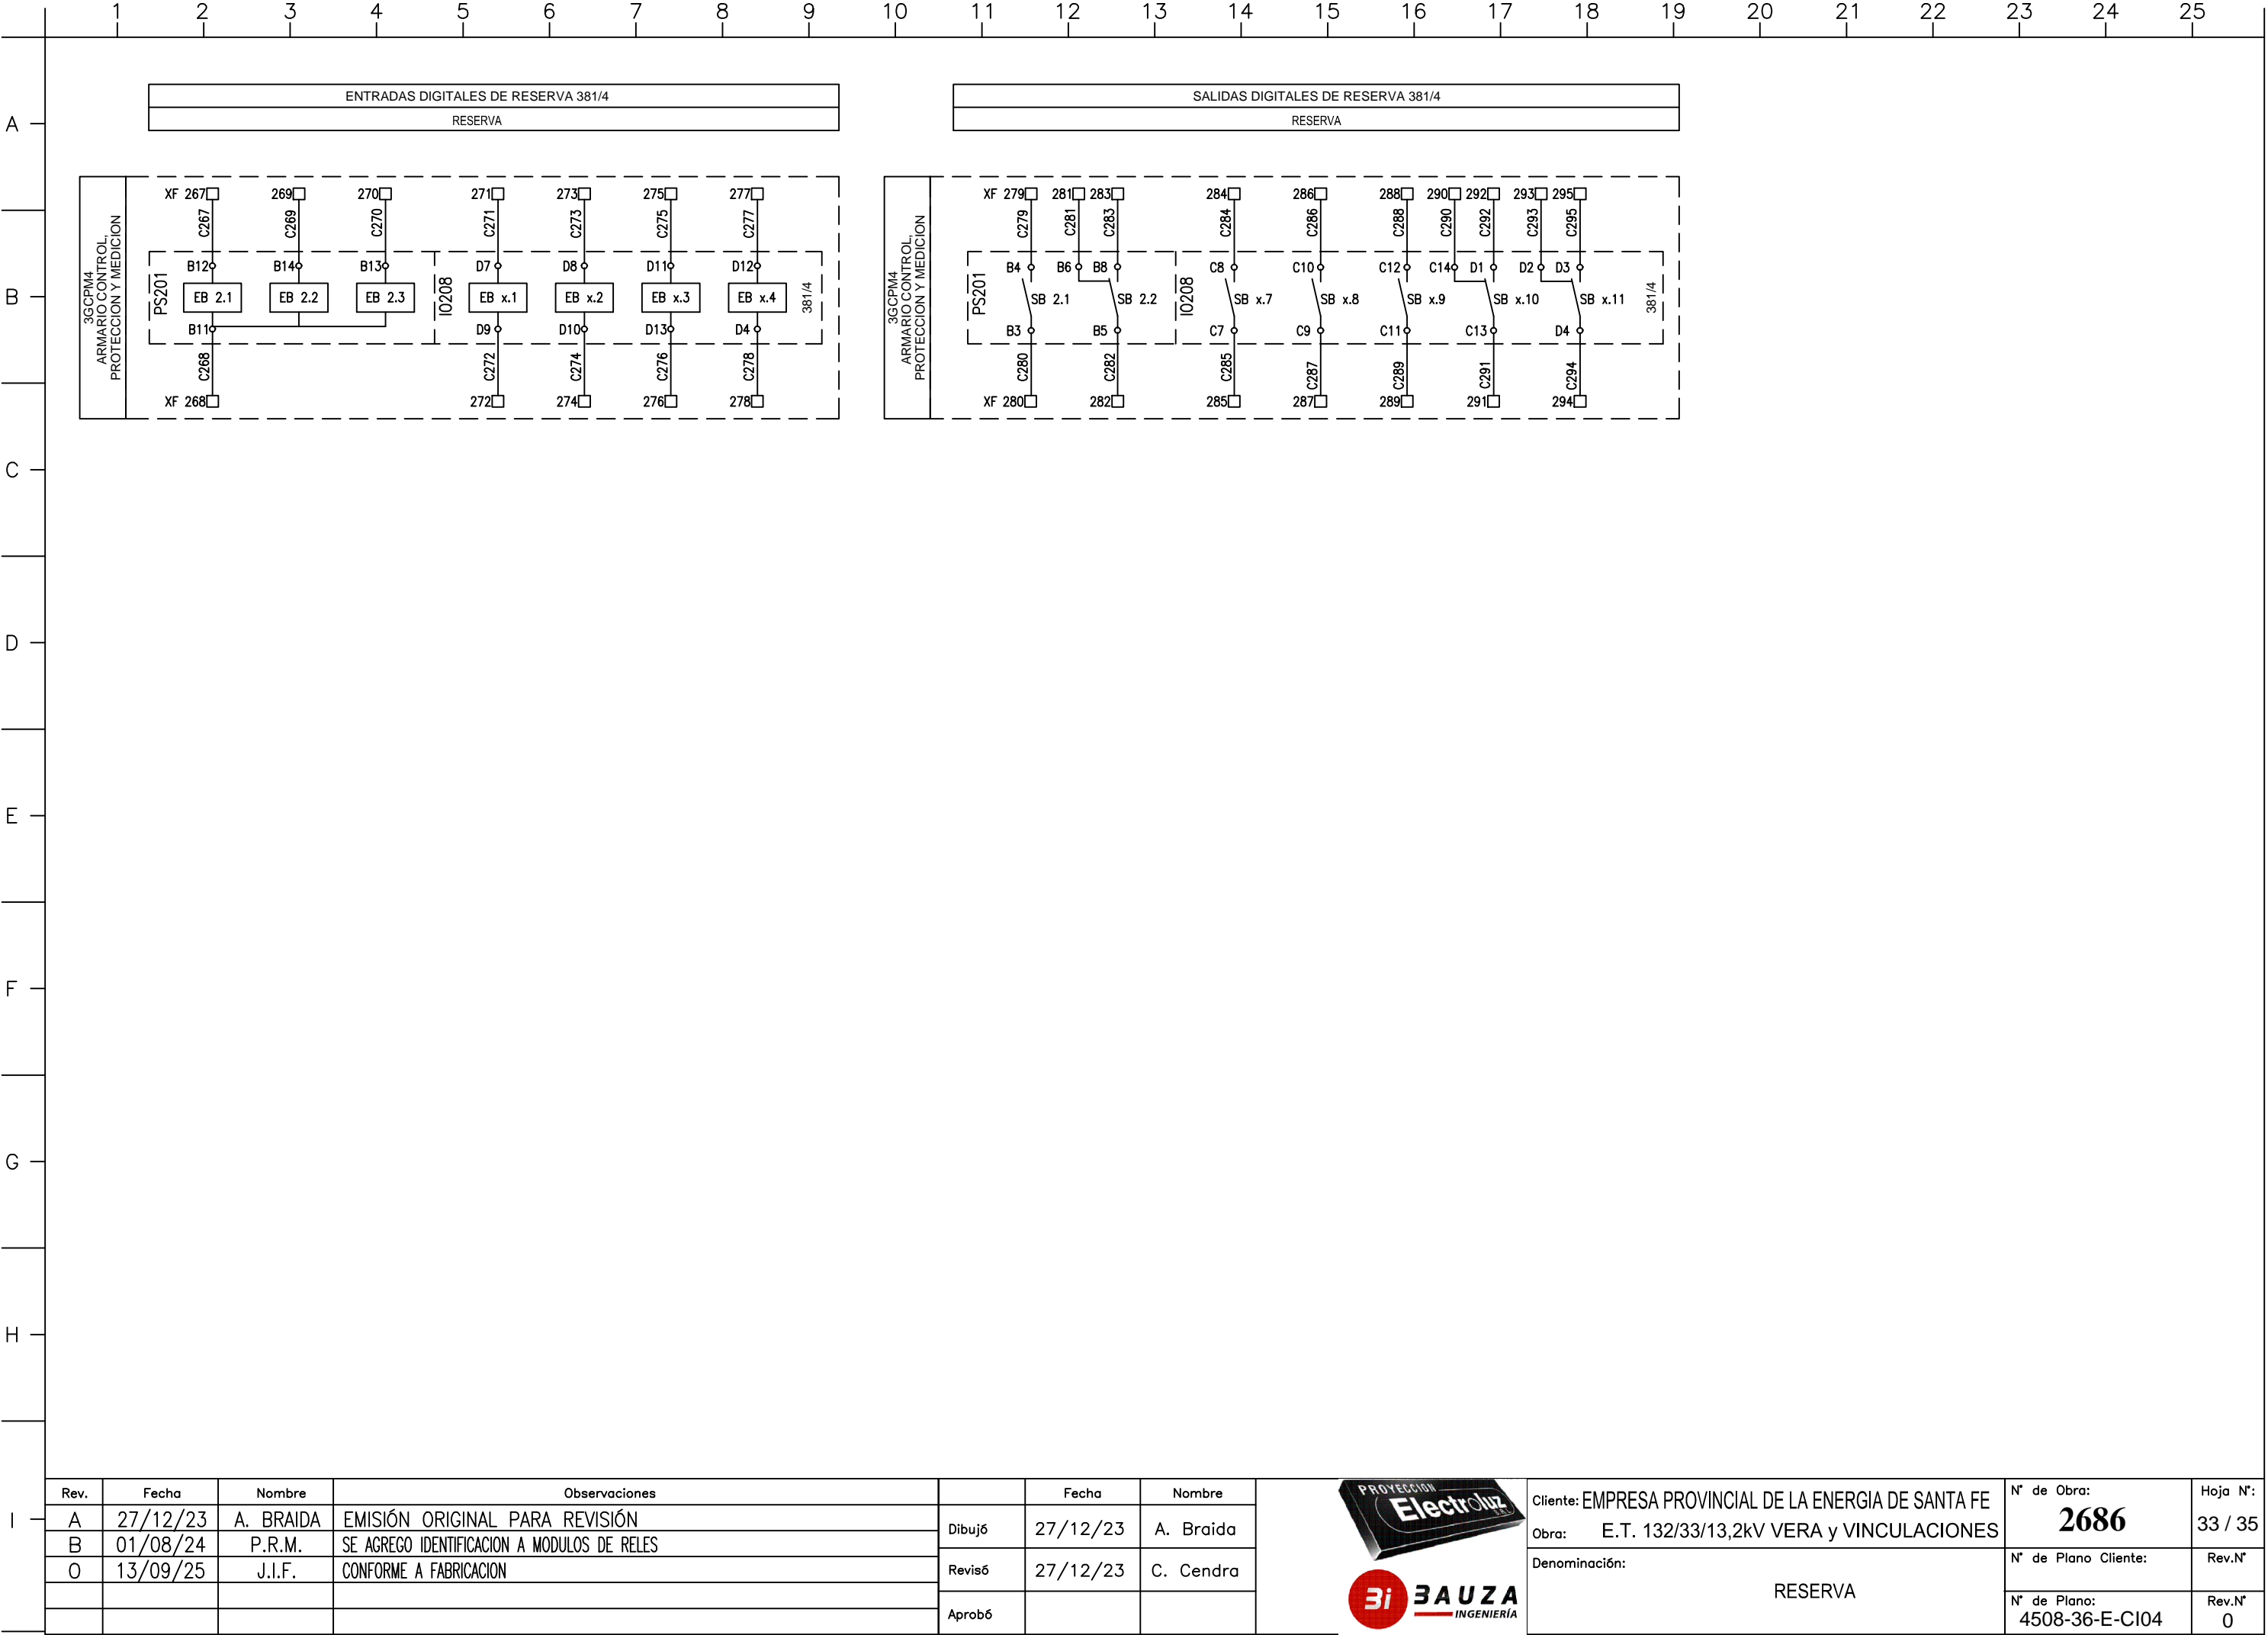 1 2 3 4 5 6 7 8 9 10 11 12 13 14 15 16 17 18 19 20 21 22 23 24 25
A
B
C
D
E
F
G
H
I
ENTRADAS DIGITALES DE RESERVA 381/4
RESERVA
3GCPM4
ARMARIO CONTROL,
PROTECCION Y MEDICION
XF 267 269 270 271 273 275 277
C267 C269 C270 C271 C273 C275 C277
PS201
B12 B14 B13
IO208
D7 D8 D11 D12
EB 2.1 EB 2.2 EB 2.3 EB x.1 EB x.2 EB x.3 EB x.4
381/4
B11 D9 D10 D13 D4
C268 C272 C274 C276 C278
XF 268 272 274 276 278
SALIDAS DIGITALES DE RESERVA 381/4
RESERVA
3GCPM4
ARMARIO CONTROL,
PROTECCION Y MEDICION
XF 279 281 283 284 286 288 290 292 293 295
C279 C281 C283 C284 C286 C288 C290 C292 C293 C295
PS201
B4 B6 B8
IO208
C8 C10 C12 C14 D1 D2 D3
SB 2.1 SB 2.2 SB x.7 SB x.8 SB x.9 SB x.10 SB x.11
381/4
B3 B5 C7 C9 C11 C13 D4
C280 C282 C285 C287 C289 C291 C294
XF 280 282 285 287 289 291 294
Rev. Fecha Nombre Observaciones
A 27/12/23 A. BRAIDA EMISIÓN ORIGINAL PARA REVISIÓN
B 01/08/24 P.R.M. SE AGREGO IDENTIFICACION A MODULOS DE RELES
0 13/09/25 J.I.F. CONFORME A FABRICACION
Fecha Nombre
Dibujó 27/12/23 A. Braida
Revisó 27/12/23 C. Cendra
Aprobó
PROYECCION
Electroluz
3i BAUZA
INGENIERÍA
Cliente: EMPRESA PROVINCIAL DE LA ENERGIA DE SANTA FE
Obra: E.T. 132/33/13,2kV VERA y VINCULACIONES
Denominación:
RESERVA
N° de Obra:
2686
Hoja N°:
33 / 35
N° de Plano Cliente:
Rev.N°
N° de Plano:
4508-36-E-CI04
Rev.N°
0